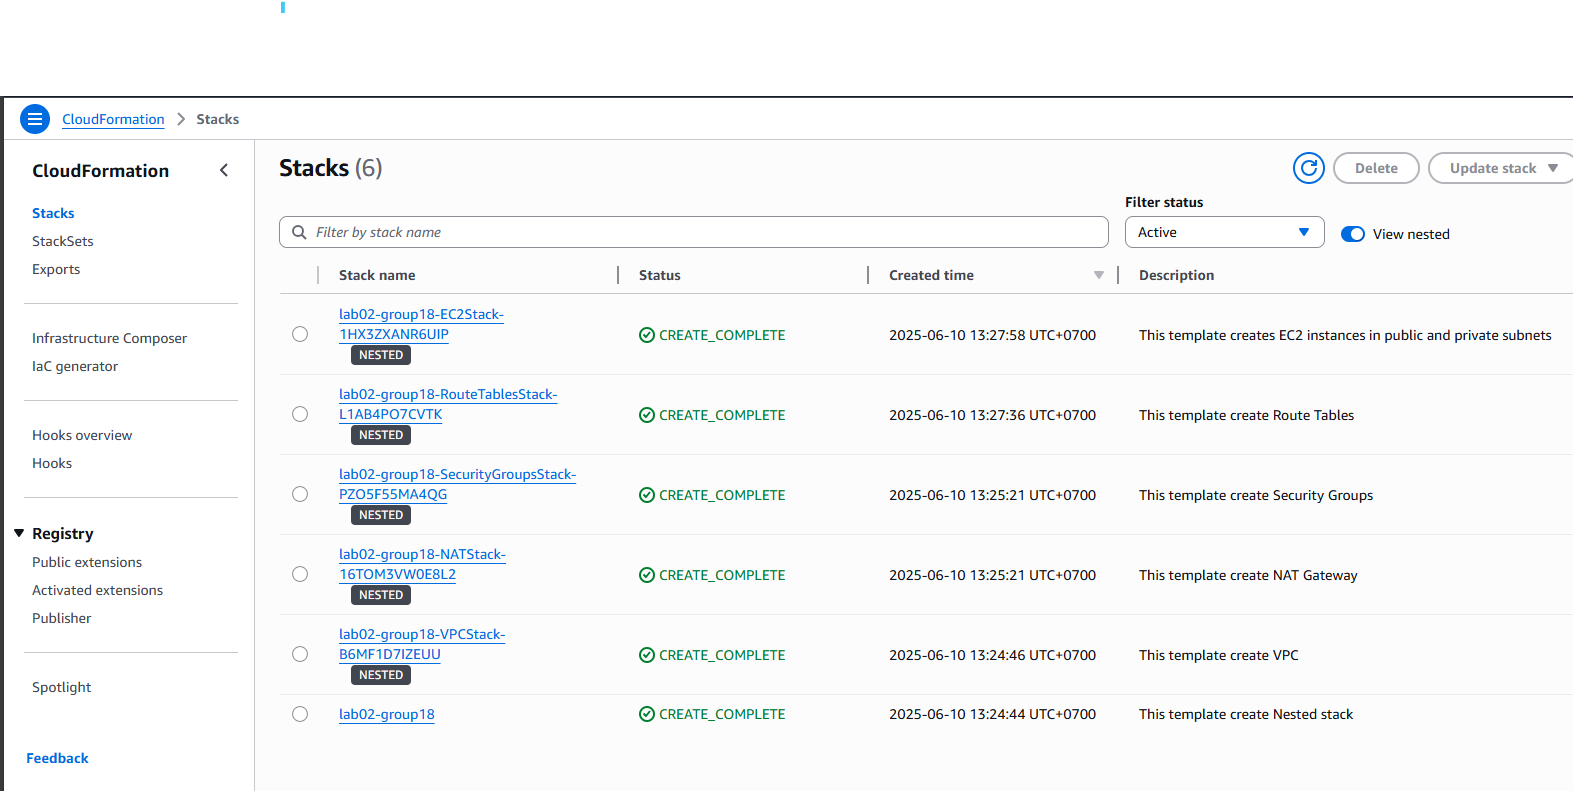 CloudFormation > Stacks
CloudFormation
Stacks
StackSets
Exports
Infrastructure Composer
IaC generator
Hooks overview
Hooks
Registry
Public extensions
Activated extensions
Publisher
Spotlight
Feedback
Stacks (6)
Delete
Update stack
Filter by stack name
Filter status
Active
View nested
Stack name Status Created time Description
lab02-group18-EC2Stack-
1HX3ZXANR6UIP
NESTED
CREATE_COMPLETE 2025-06-10 13:27:58 UTC+0700 This template creates EC2 instances in public and private subnets
lab02-group18-RouteTablesStack-
L1AB4PO7CVTK
NESTED
CREATE_COMPLETE 2025-06-10 13:27:36 UTC+0700 This template create Route Tables
lab02-group18-SecurityGroupsStack-
PZO5F55MA4QG
NESTED
CREATE_COMPLETE 2025-06-10 13:25:21 UTC+0700 This template create Security Groups
lab02-group18-NATStack-
16TOM3VW0E8L2
NESTED
CREATE_COMPLETE 2025-06-10 13:25:21 UTC+0700 This template create NAT Gateway
lab02-group18-VPCStack-
B6MF1D7IZEUU
NESTED
CREATE_COMPLETE 2025-06-10 13:24:46 UTC+0700 This template create VPC
lab02-group18 CREATE_COMPLETE 2025-06-10 13:24:44 UTC+0700 This template create Nested stack